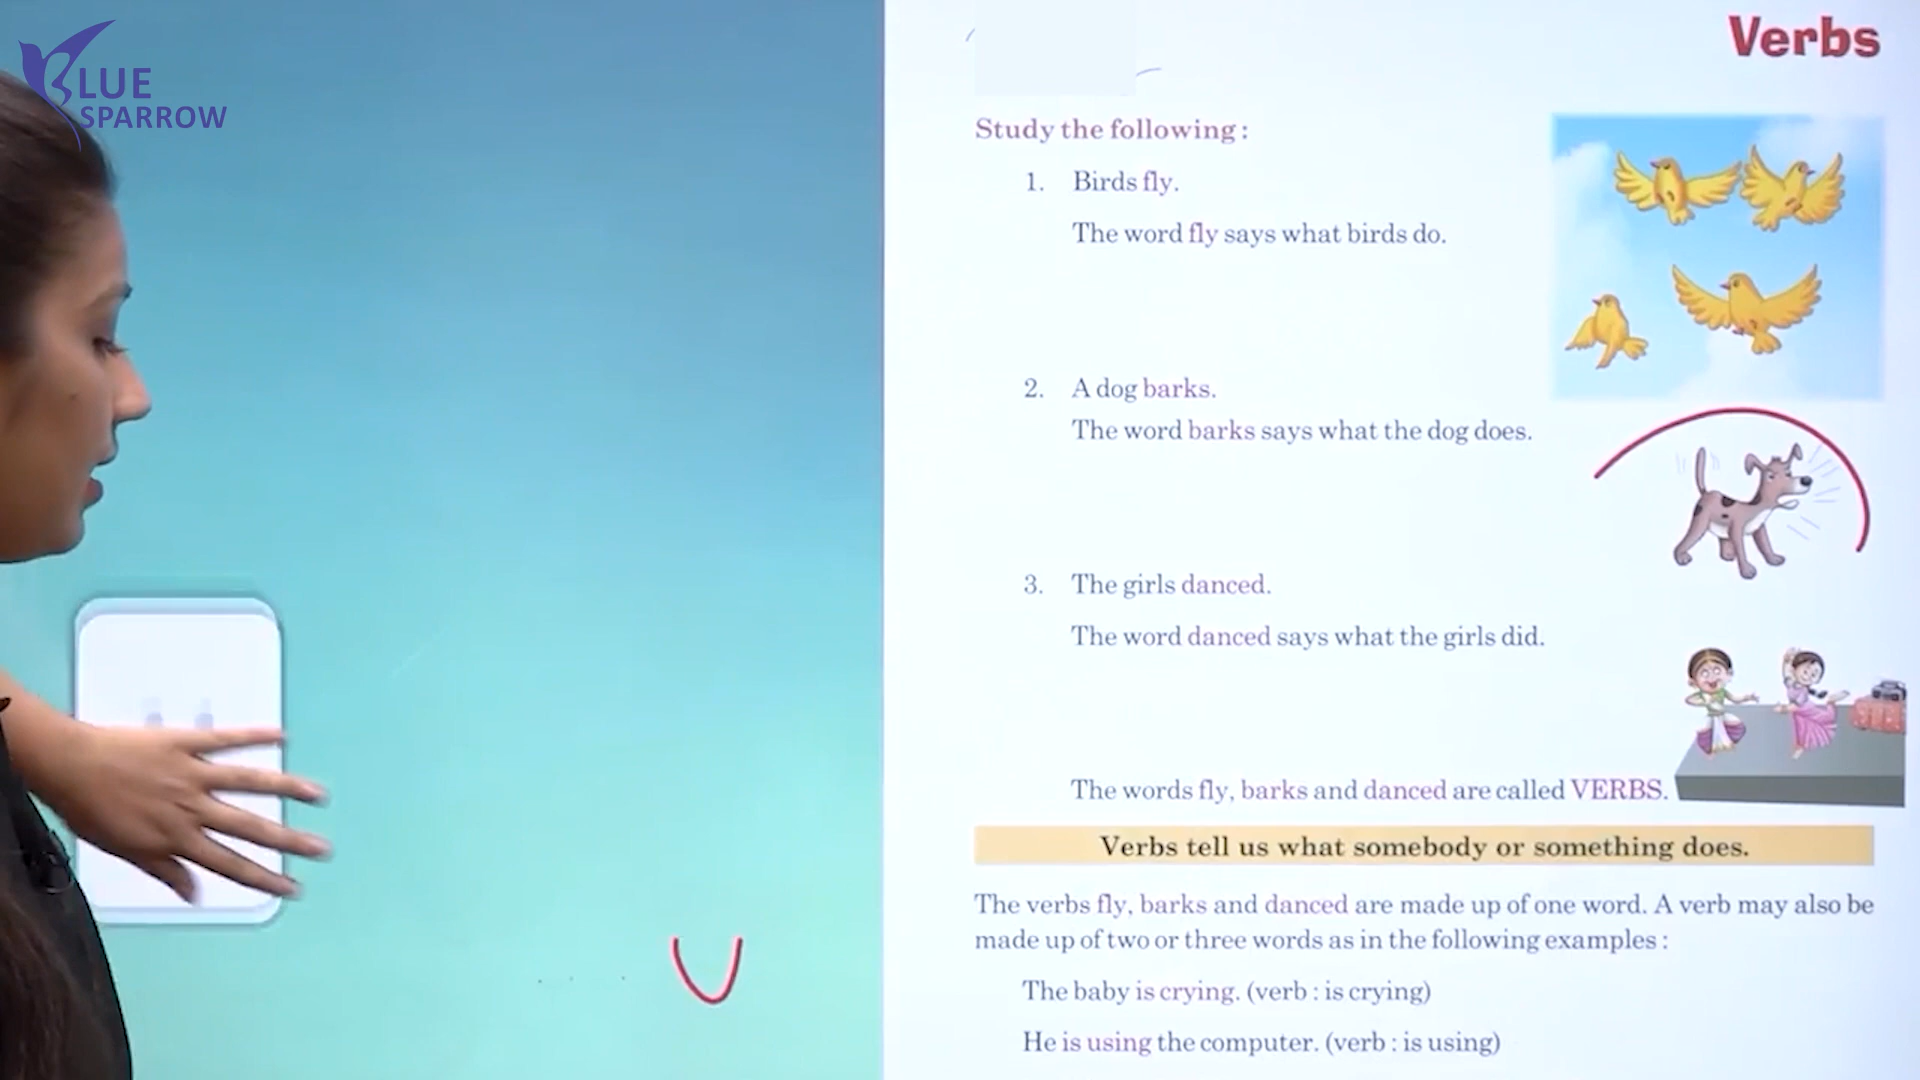 BLUE
SPARROW
Verbs
Study the following:
1. Birds fly.
The word fly says what birds do.
2. A dog barks.
The word barks says what the dog does.
3. The girls danced.
The word danced says what the girls did.
The words fly, barks and danced are called VERBS.
Verbs tell us what somebody or something does.
The verbs fly, barks and danced are made up of one word. A verb may also be
made up of two or three words as in the following examples :
The baby is crying. (verb : is crying)
He is using the computer. (verb : is using)